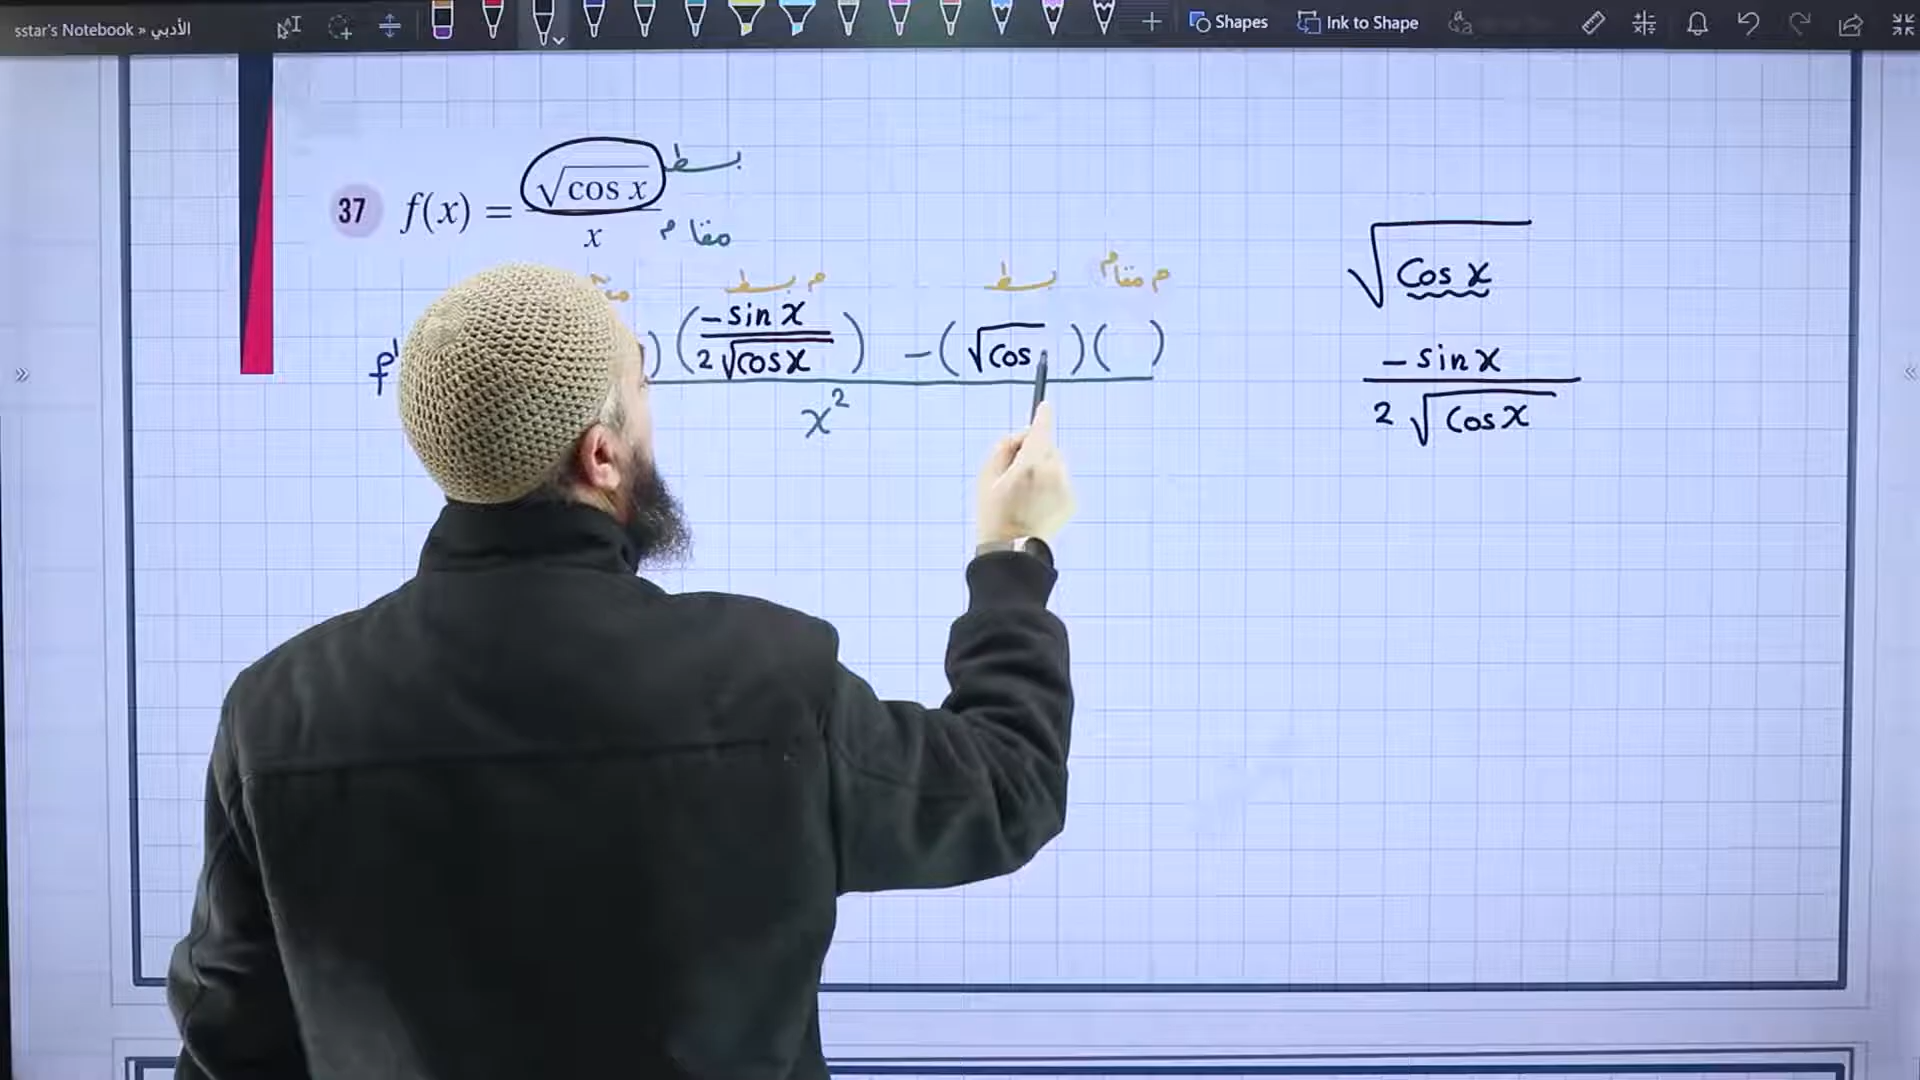 sstar's Notebook » الأدبي
Shapes
Ink to Shape
بسط
37 f(x) = √cos x / x
مقام
م بسط
بسط
م مقام
f'
) ( -sin x / 2√cosx ) - ( √cos ) ( )
x²
√Cos x
-sin x
2 √Cos x